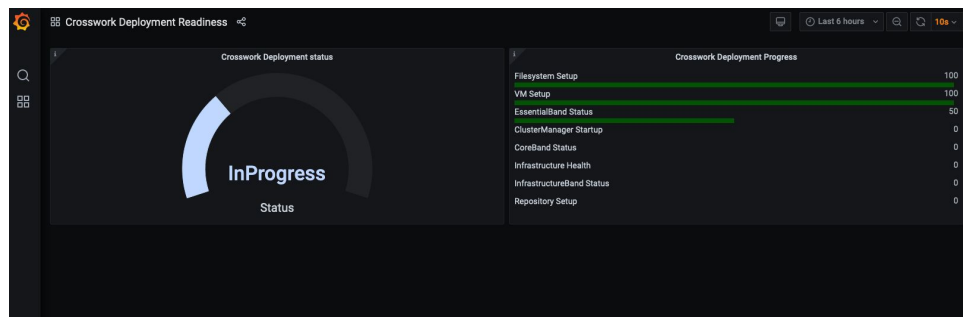 Crosswork Deployment Readiness
Last 6 hours
10s
i
Crosswork Deployment status
InProgress
Status
i
Crosswork Deployment Progress
Filesystem Setup 100
VM Setup 100
EssentialBand Status 50
ClusterManager Startup 0
CoreBand Status 0
Infrastructure Health 0
InfrastructureBand Status 0
Repository Setup 0